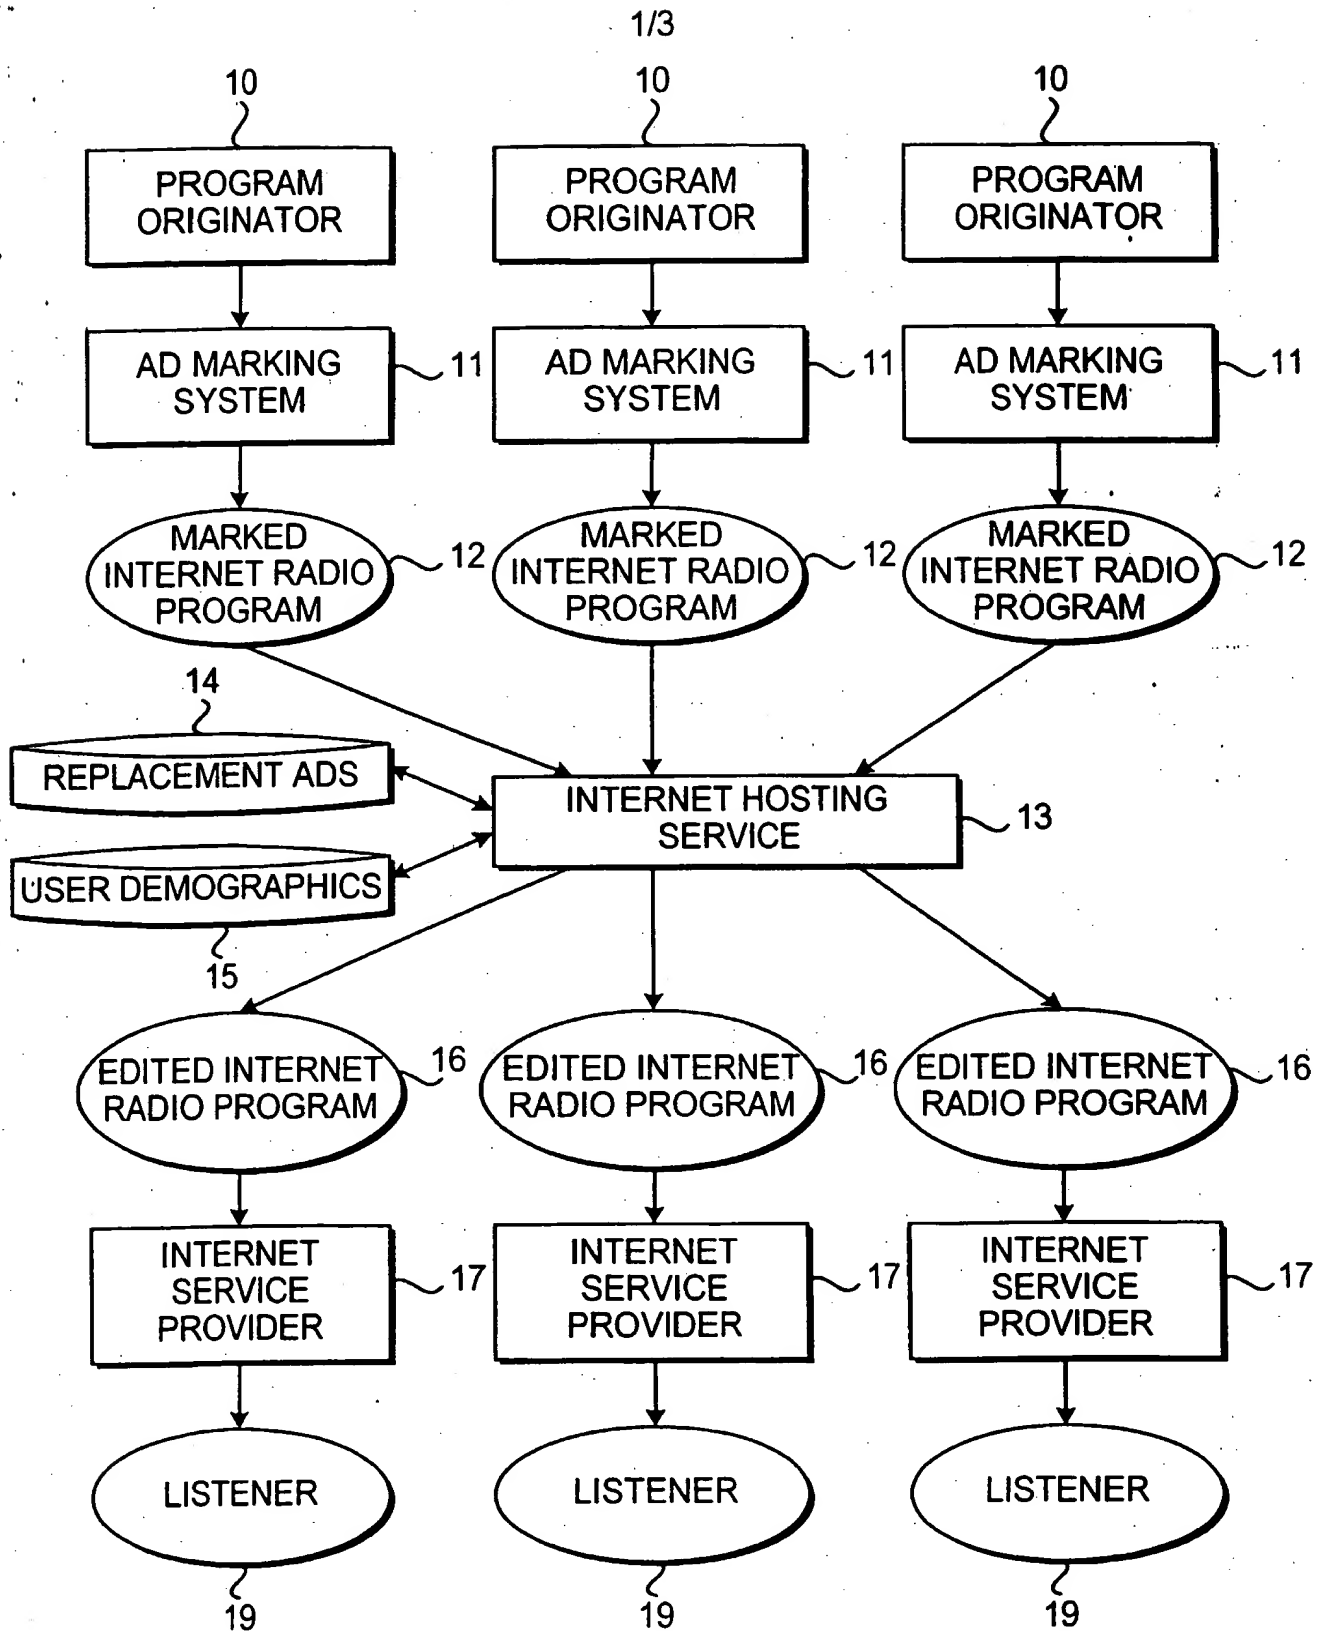 1/3
10
10
10
PROGRAM
ORIGINATOR
PROGRAM
ORIGINATOR
PROGRAM
ORIGINATOR
AD MARKING
SYSTEM
11
AD MARKING
SYSTEM
11
AD MARKING
SYSTEM
11
MARKED
INTERNET RADIO
PROGRAM
12
MARKED
INTERNET RADIO
PROGRAM
12
MARKED
INTERNET RADIO
PROGRAM
12
14
REPLACEMENT ADS
INTERNET HOSTING
SERVICE
13
USER DEMOGRAPHICS
15
EDITED INTERNET
RADIO PROGRAM
16
EDITED INTERNET
RADIO PROGRAM
16
EDITED INTERNET
RADIO PROGRAM
16
INTERNET
SERVICE
PROVIDER
17
INTERNET
SERVICE
PROVIDER
17
INTERNET
SERVICE
PROVIDER
17
LISTENER
LISTENER
LISTENER
19
19
19